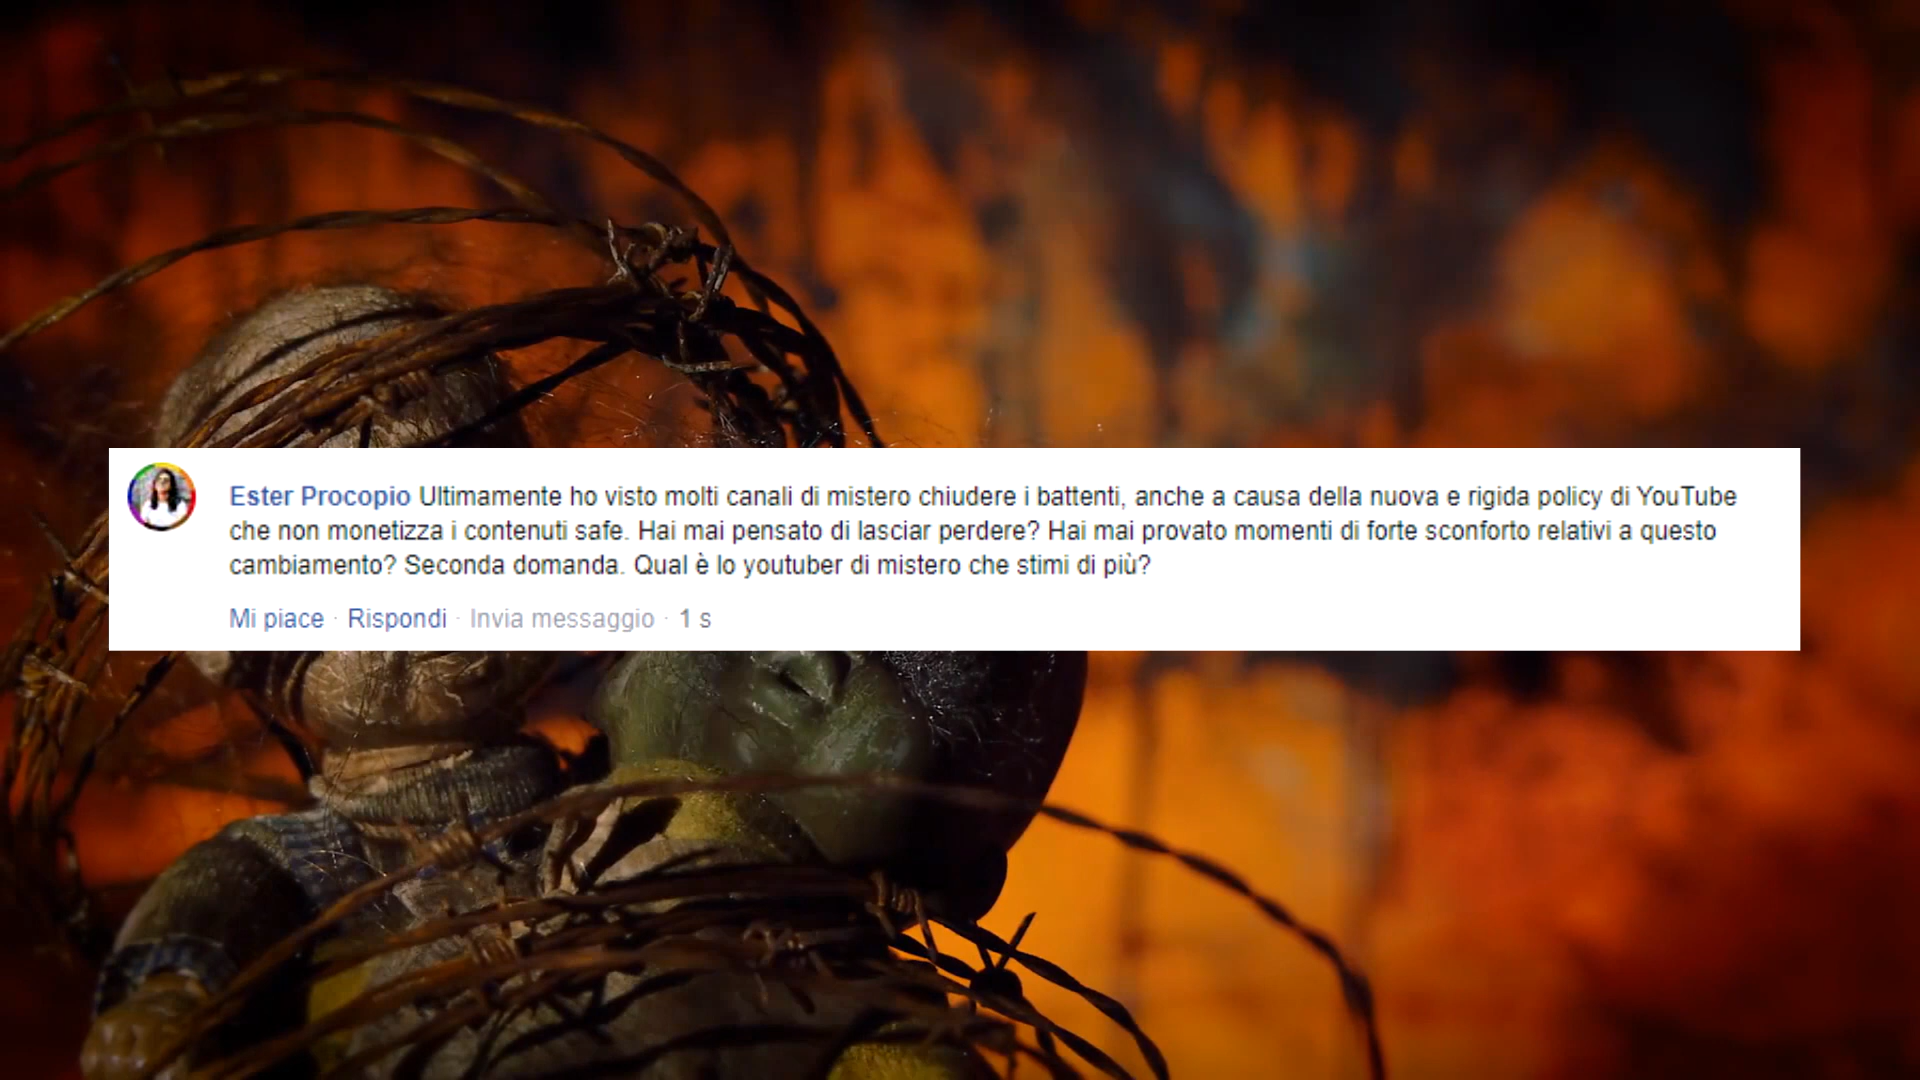 Ester Procopio Ultimamente ho visto molti canali di mistero chiudere i battenti, anche a causa della nuova e rigida policy di YouTube
che non monetizza i contenuti safe. Hai mai pensato di lasciar perdere? Hai mai provato momenti di forte sconforto relativi a questo
cambiamento? Seconda domanda. Qual è lo youtuber di mistero che stimi di più?
Mi piace · Rispondi · Invia messaggio · 1 s